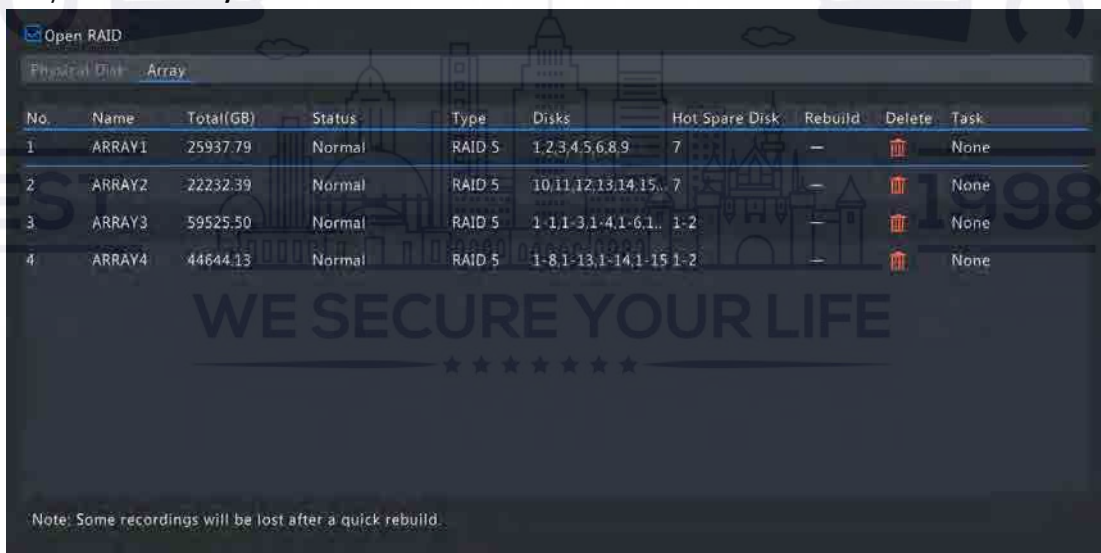 Open RAID
Physical Disk Array
No. Name Total(GB) Status Type Disks Hot Spare Disk Rebuild Delete Task
1 ARRAY1 25937.79 Normal RAID 5 1,2,3,4,5,6,8,9 7 — None
2 ARRAY2 22232.39 Normal RAID 5 10,11,12,13,14,15.. 7 — None
3 ARRAY3 59525.50 Normal RAID 5 1-1,1-3,1-4,1-6,1.. 1-2 — None
4 ARRAY4 44644.13 Normal RAID 5 1-8,1-13,1-14,1-15 1-2 — None
EST 1998
WE SECURE YOUR LIFE
Note: Some recordings will be lost after a quick rebuild.